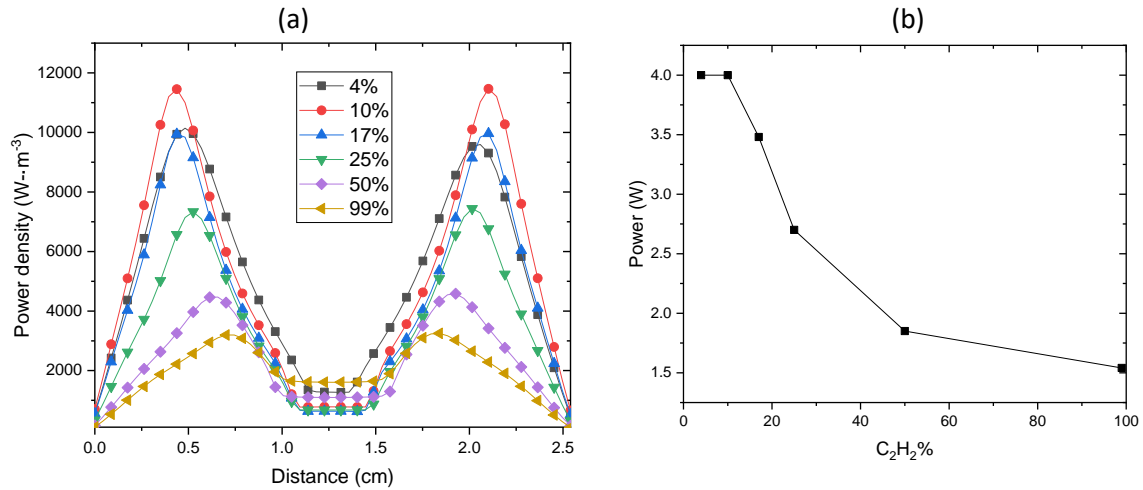 (a)
Power density (W--m-3)
12000
10000
8000
6000
4000
2000
4%
10%
17%
25%
50%
99%
0.0 0.5 1.0 1.5 2.0 2.5
Distance (cm)
(b)
Power (W)
4.0
3.5
3.0
2.5
2.0
1.5
0 20 40 60 80 100
C2H2%